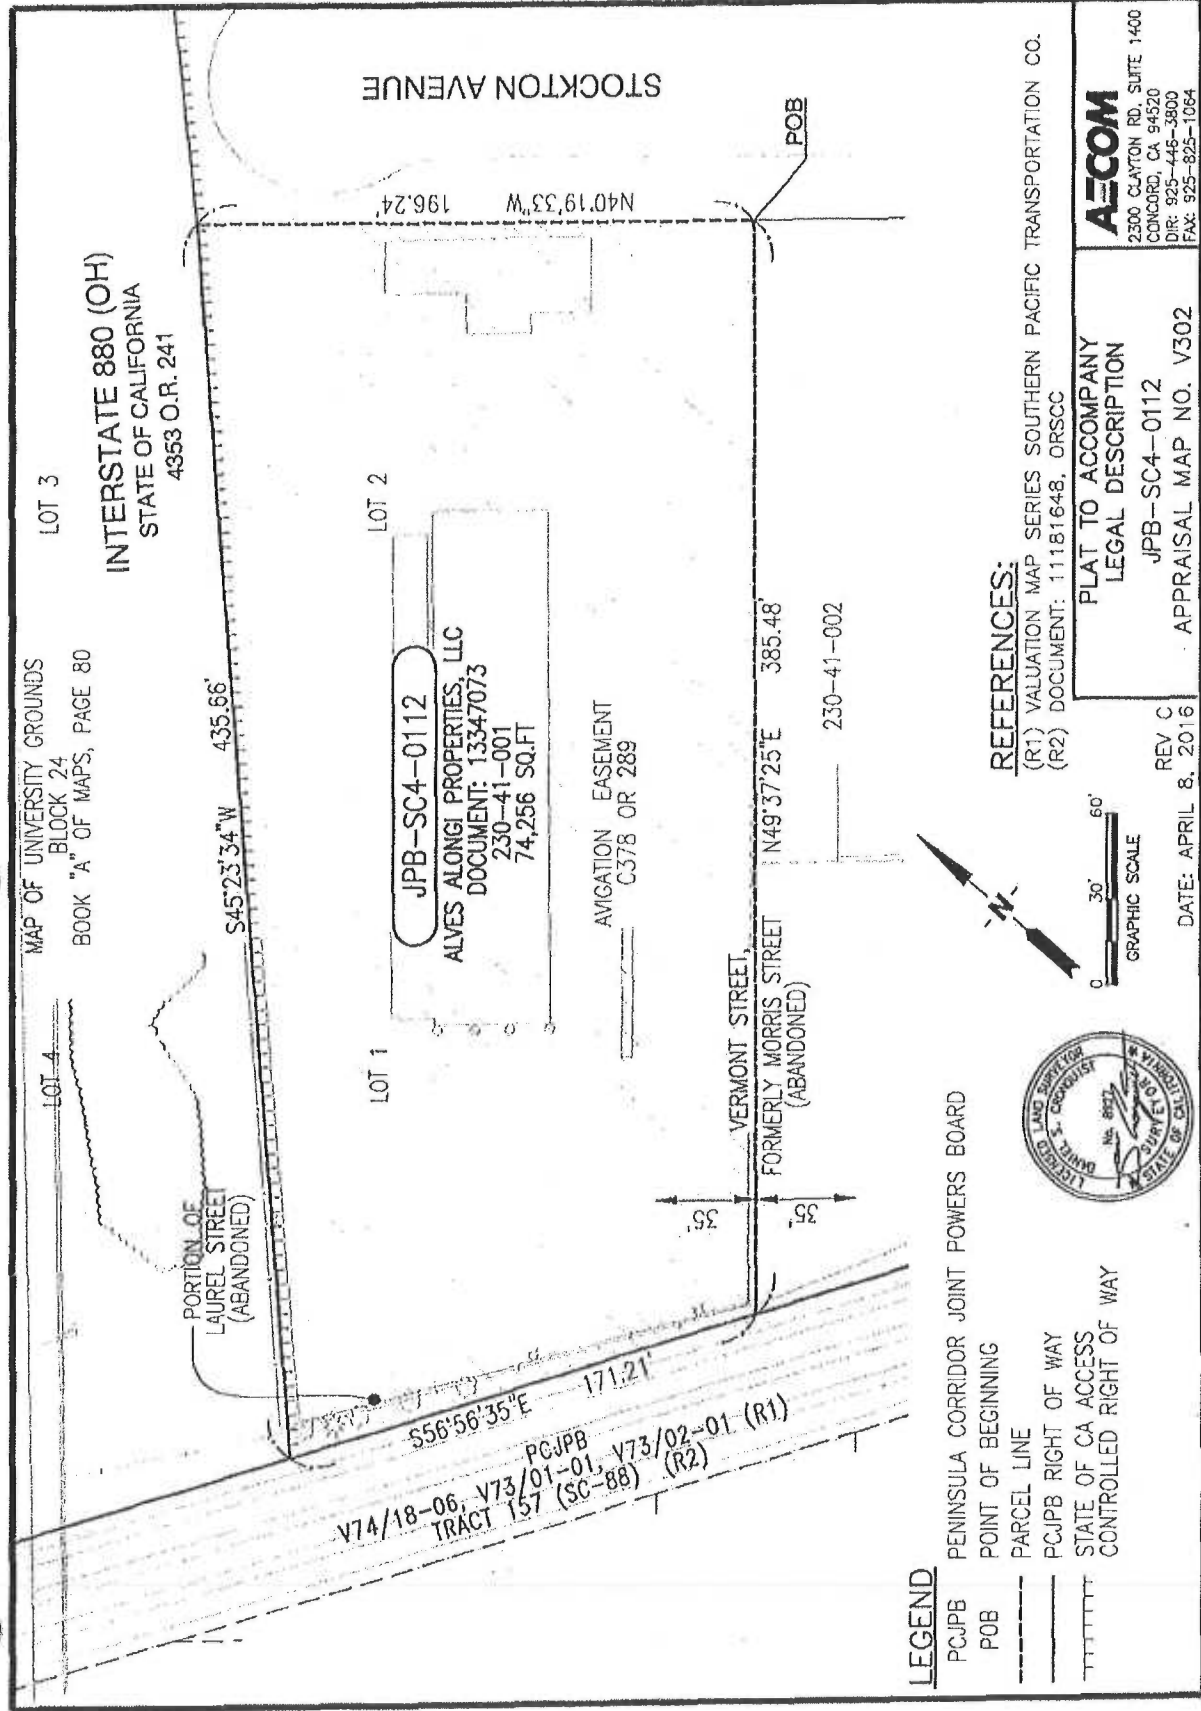 MAP OF UNIVERSITY GROUNDS
BLOCK 24
BOOK "A" OF MAPS, PAGE 80
LOT 4
LOT 3
INTERSTATE 880 (OH)
STATE OF CALIFORNIA
4353 O.R. 241
PORTION OF
LAUREL STREET
(ABANDONED)
S45°23'34"W 435.66'
STOCKTON AVENUE
N40°19'33"W 196.24'
LOT 1
LOT 2
JPB-SC4-0112
ALVES ALONGI PROPERTIES, LLC
DOCUMENT: 13347073
230-41-001
74,256 SQ.FT
AVIGATION EASEMENT
C378 OR 289
S56°56'35"E 171.21'
PCJPB
V74/18-06, V73/01-01, V73/02-01 (R1)
TRACT 157 (SC-88) (R2)
35'
35'
VERMONT STREET,
FORMERLY MORRIS STREET
(ABANDONED)
N49°37'25"E 385.48'
230-41-002
POB
LEGEND
PCJPB PENINSULA CORRIDOR JOINT POWERS BOARD
POB POINT OF BEGINNING
PARCEL LINE
PCJPB RIGHT OF WAY
STATE OF CA ACCESS
CONTROLLED RIGHT OF WAY
LICENSED LAND SURVEYOR
DANIEL S. CRONQUIST
No. 8927
SURVEYOR
STATE OF CALIFORNIA
-N-
0 30' 60'
GRAPHIC SCALE
REFERENCES:
(R1) VALUATION MAP SERIES SOUTHERN PACIFIC TRANSPORTATION CO.
(R2) DOCUMENT: 11181648, ORSCC
REV C
DATE: APRIL 8, 2016
PLAT TO ACCOMPANY
LEGAL DESCRIPTION
JPB-SC4-0112
APPRAISAL MAP NO. V302
AECOM
2300 CLAYTON RD, SUITE 1400
CONCORD, CA 94520
DIR: 925-446-3800
FAX: 925-825-1064